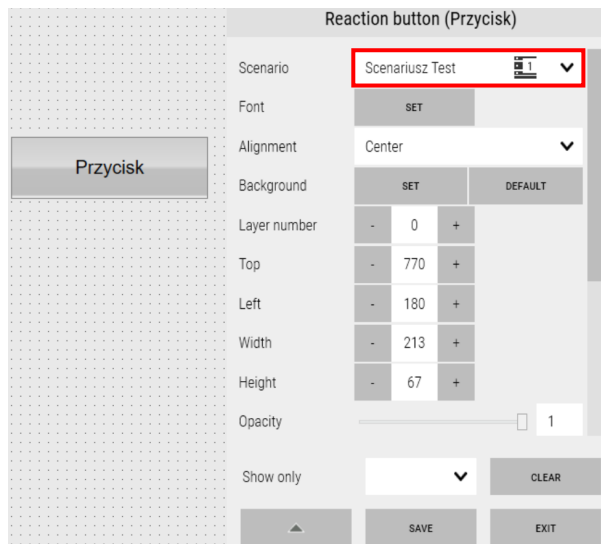 Reaction button (Przycisk)
Scenario Scenariusz Test 1
Font SET
Alignment Center
Przycisk
Background SET DEFAULT
Layer number - 0 +
Top - 770 +
Left - 180 +
Width - 213 +
Height - 67 +
Opacity 1
Show only CLEAR
SAVE EXIT